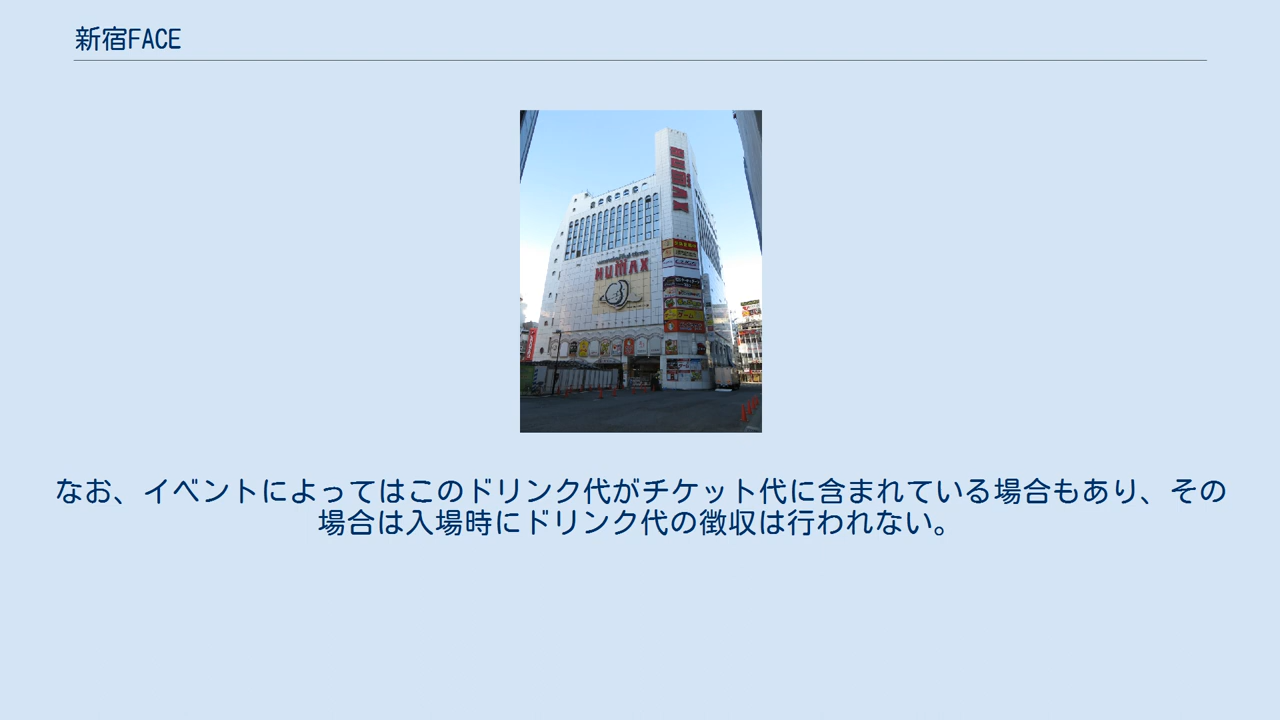 新宿FACE
HUMAX
HUMAX
なお、イベントによってはこのドリンク代がチケット代に含まれている場合もあり、その
場合は入場時にドリンク代の徴収は行われない。